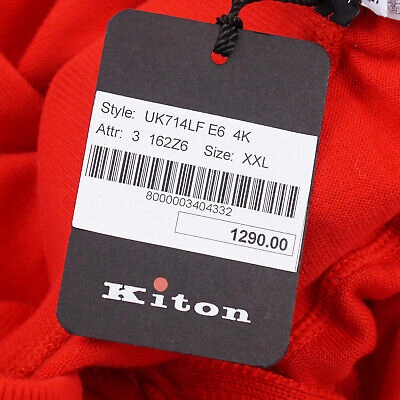 Style: UK714LF E6 4K
Attr: 3 162Z6 Size: XXL
8000003404332
1290.00
Kiton